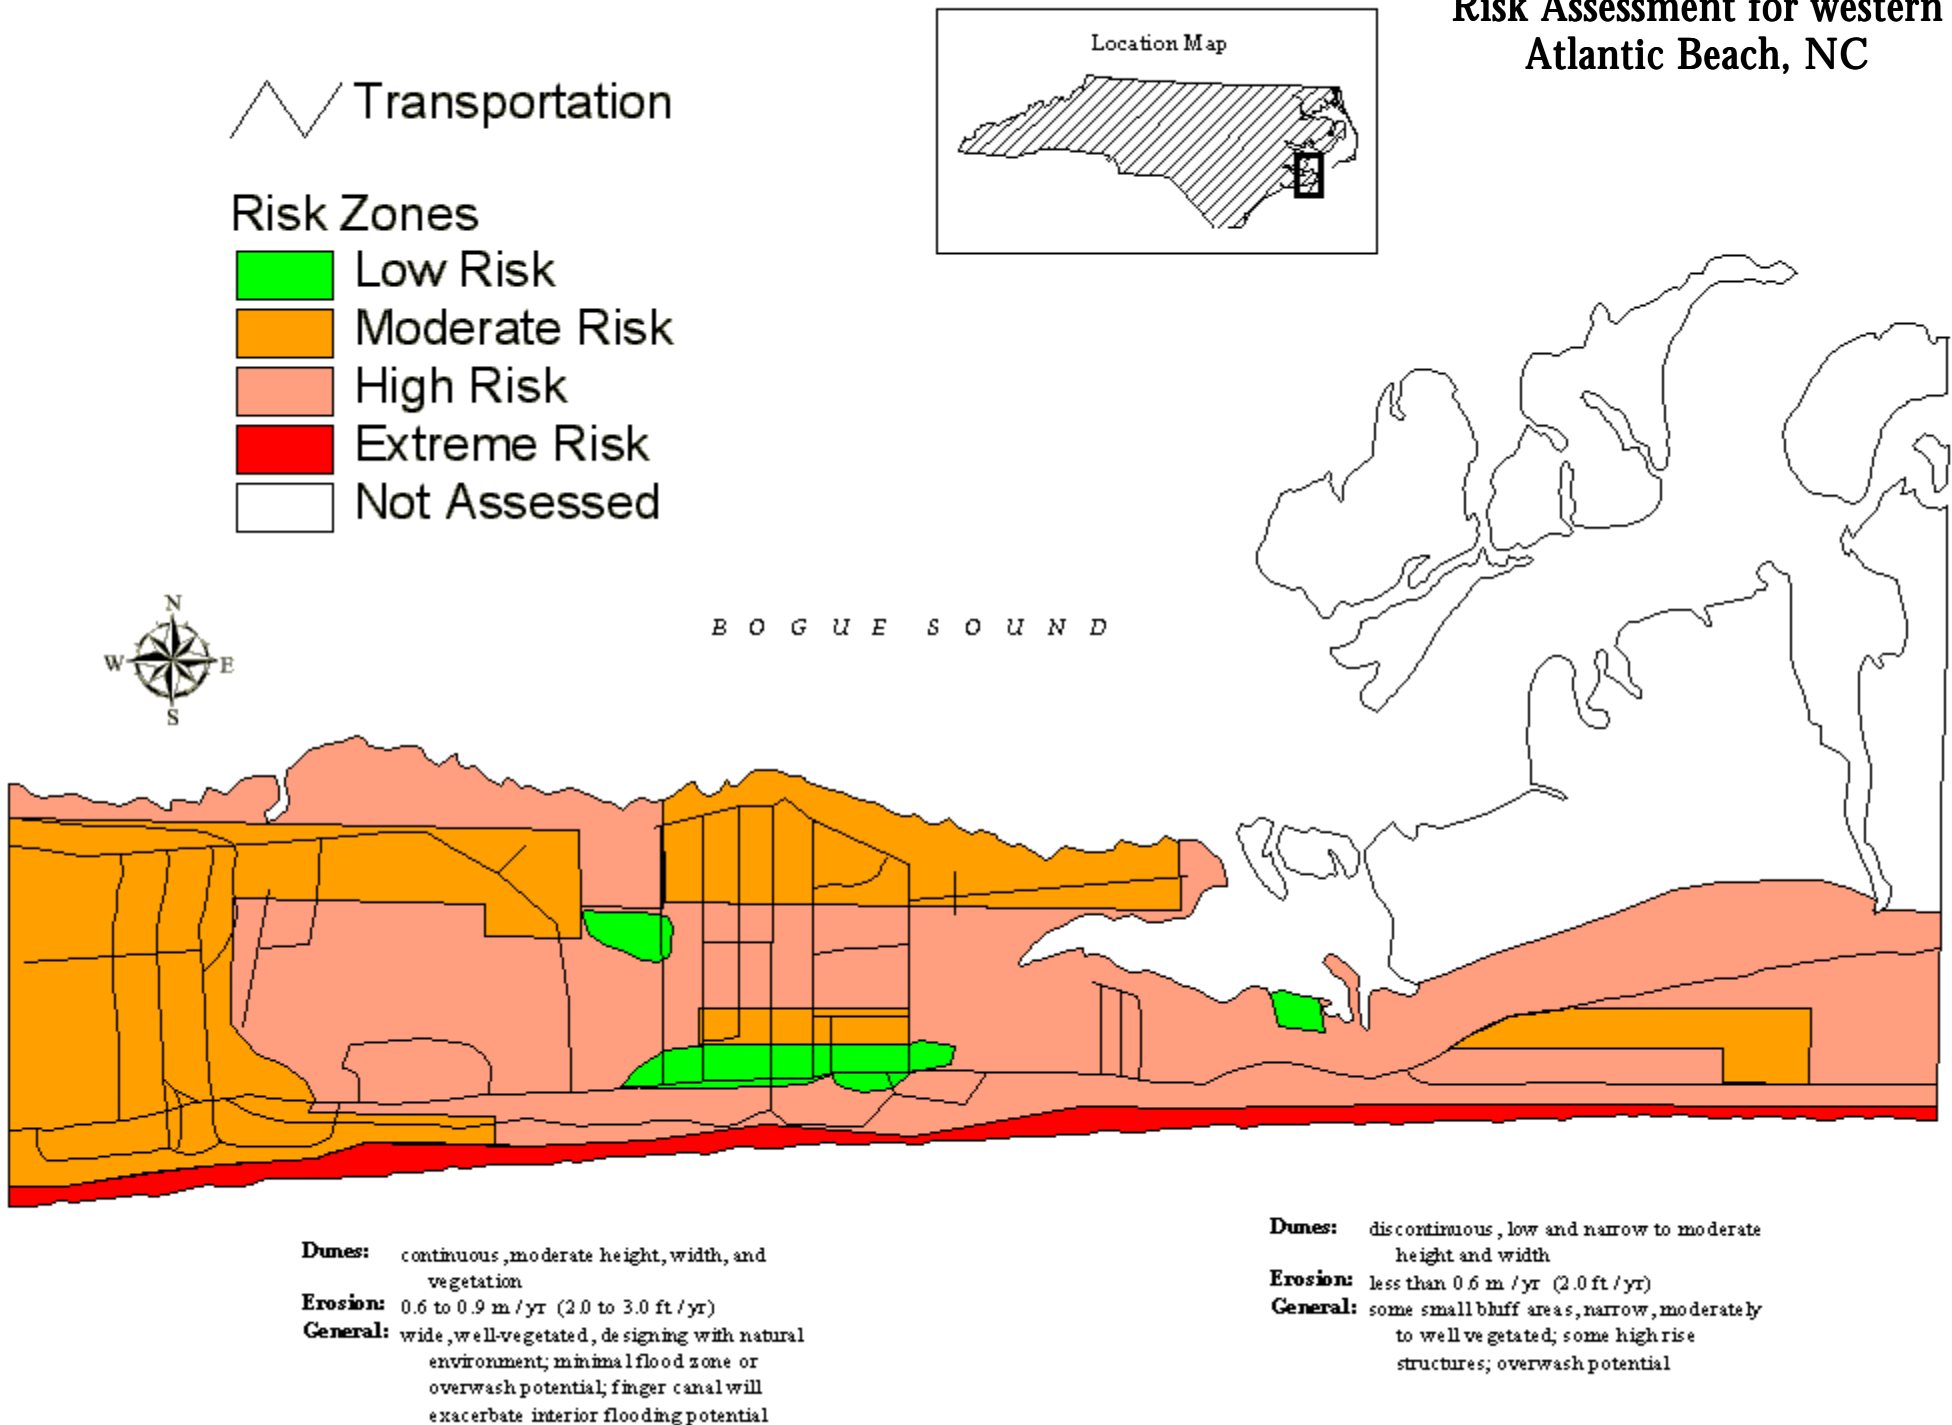 Risk Assessment for western
Atlantic Beach, NC
Location Map
Transportation
Risk Zones
Low Risk
Moderate Risk
High Risk
Extreme Risk
Not Assessed
N
W E
S
BOGUE SOUND
Dunes: continuous, moderate height, width, and
vegetation
Erosion: 0.6 to 0.9 m/yr (2.0 to 3.0 ft/yr)
General: wide, well-vegetated, designing with natural
environment; minimal flood zone or
overwash potential; finger canal will
exacerbate interior flooding potential
Dunes: discontinuous, low and narrow to moderate
height and width
Erosion: less than 0.6 m/yr (2.0 ft/yr)
General: some small bluff areas, narrow, moderately
to well vegetated; some high rise
structures; overwash potential